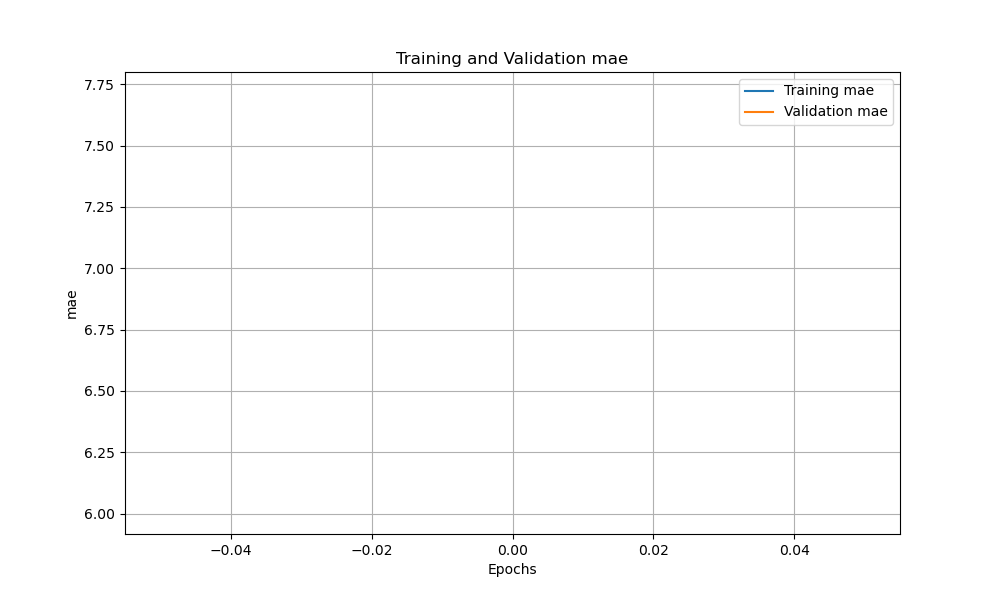 Training and Validation mae
Training mae
Validation mae
7.75
7.50
7.25
7.00
6.75
6.50
6.25
6.00
mae
−0.04
−0.02
0.00
0.02
0.04
Epochs